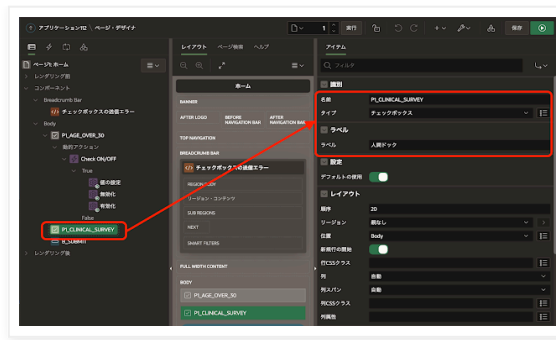 アプリケーション112 \ ページ・デザイナ
1
実行
保存
ページ1: ホーム
レンダリング前
コンポーネント
Breadcrumb Bar
チェックボックスの送信エラー
Body
P1_AGE_OVER_30
動的アクション
Check ON/OFF
True
値の設定
無効化
有効化
False
P1_CLINICAL_SURVEY
B_SUBMIT
レンダリング後
レイアウト
ページ検索
ヘルプ
ホーム
BANNER
AFTER LOGO
BEFORE NAVIGATION BAR
AFTER NAVIGATION BAR
TOP NAVIGATION
BREADCRUMB BAR
チェックボックスの送信エラー
REGION BODY
リージョン・コンテンツ
SUB REGIONS
NEXT
SMART FILTERS
FULL WIDTH CONTENT
BODY
P1_AGE_OVER_30
P1_CLINICAL_SURVEY
アイテム
フィルタ
識別
名前 P1_CLINICAL_SURVEY
タイプ チェックボックス
ラベル
ラベル 人間ドック
設定
デフォルトの使用
レイアウト
順序 20
リージョン 親なし
位置 Body
新規行の開始
行CSSクラス
列 自動
列スパン 自動
列CSSクラス
列属性